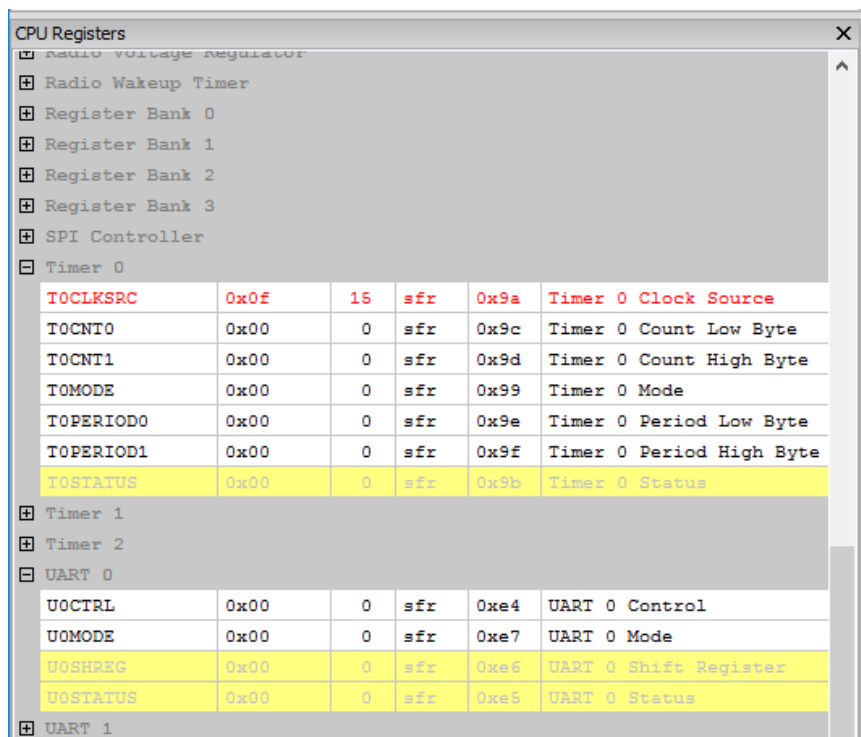 CPU Registers
Radio Voltage Regulator
Radio Wakeup Timer
Register Bank 0
Register Bank 1
Register Bank 2
Register Bank 3
SPI Controller
Timer 0
T0CLKSRC 0x0f 15 sfr 0x9a Timer 0 Clock Source
T0CNT0 0x00 0 sfr 0x9c Timer 0 Count Low Byte
T0CNT1 0x00 0 sfr 0x9d Timer 0 Count High Byte
T0MODE 0x00 0 sfr 0x99 Timer 0 Mode
T0PERIOD0 0x00 0 sfr 0x9e Timer 0 Period Low Byte
T0PERIOD1 0x00 0 sfr 0x9f Timer 0 Period High Byte
T0STATUS 0x00 0 sfr 0x9b Timer 0 Status
Timer 1
Timer 2
UART 0
U0CTRL 0x00 0 sfr 0xe4 UART 0 Control
U0MODE 0x00 0 sfr 0xe7 UART 0 Mode
U0SHREG 0x00 0 sfr 0xe6 UART 0 Shift Register
U0STATUS 0x00 0 sfr 0xe5 UART 0 Status
UART 1